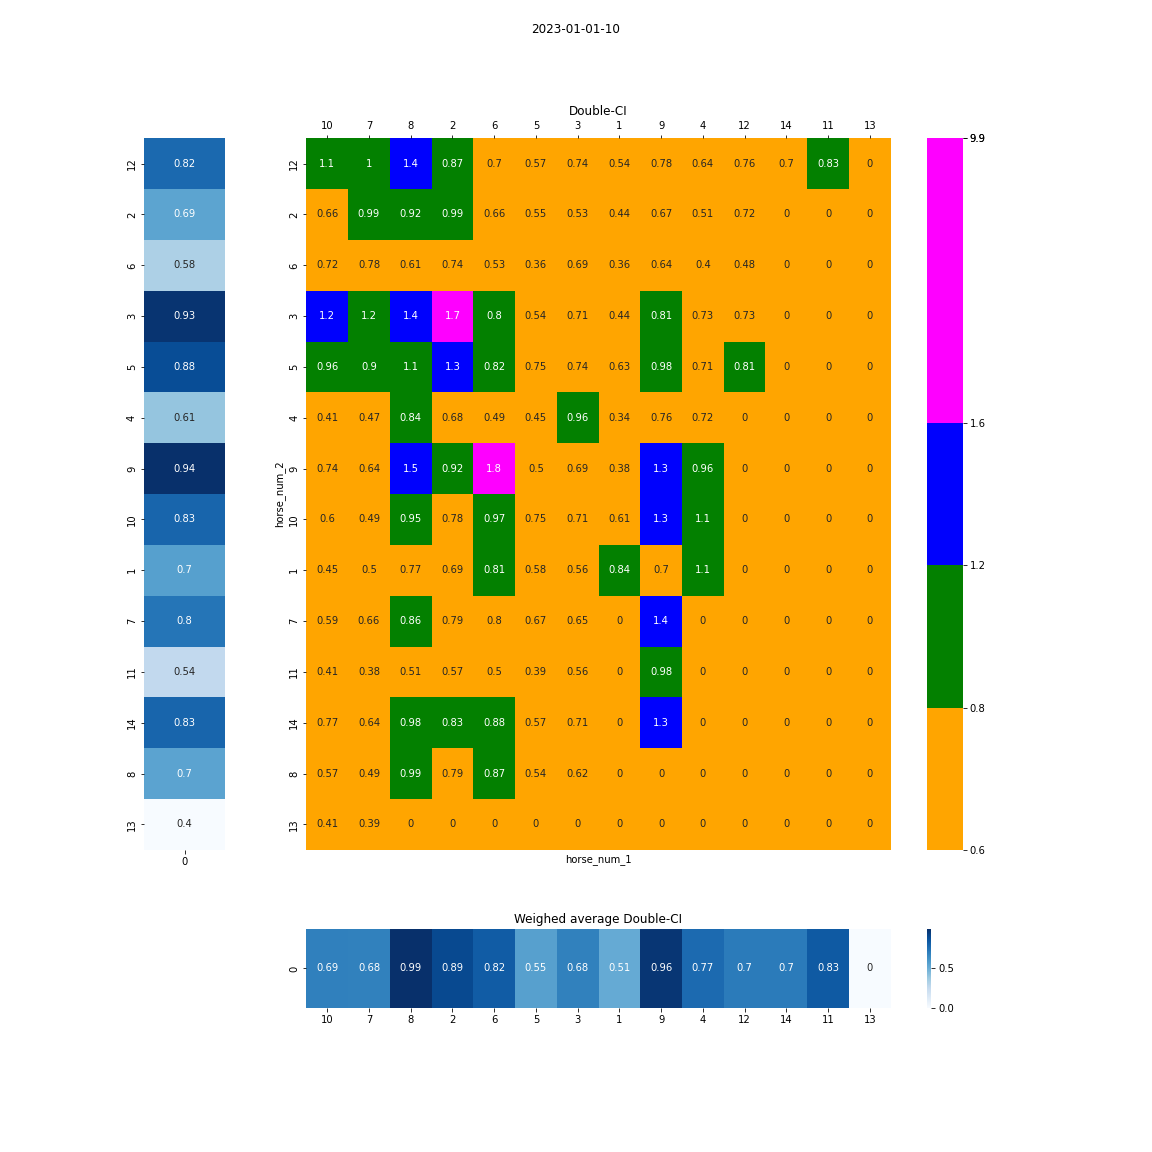 2023-01-01-10
Double-CI
10 7 8 2 6 5 3 1 9 4 12 14 11 13
12 0.82 12 1.1 1 1.4 0.87 0.7 0.57 0.74 0.54 0.78 0.64 0.76 0.7 0.83 0 9.9
2 0.69 2 0.66 0.99 0.92 0.99 0.66 0.55 0.53 0.44 0.67 0.51 0.72 0 0 0
6 0.58 6 0.72 0.78 0.61 0.74 0.53 0.36 0.69 0.36 0.64 0.4 0.48 0 0 0
3 0.93 3 1.2 1.2 1.4 1.7 0.8 0.54 0.71 0.44 0.81 0.73 0.73 0 0 0
5 0.88 5 0.96 0.9 1.1 1.3 0.82 0.75 0.74 0.63 0.98 0.71 0.81 0 0 0
4 0.61 4 0.41 0.47 0.84 0.68 0.49 0.45 0.96 0.34 0.76 0.72 0 0 0 0
1.6
9 0.94 9 0.74 0.64 1.5 0.92 1.8 0.5 0.69 0.38 1.3 0.96 0 0 0 0
horse_num_2
10 0.83 10 0.6 0.49 0.95 0.78 0.97 0.75 0.71 0.61 1.3 1.1 0 0 0 0
1 0.7 1 0.45 0.5 0.77 0.69 0.81 0.58 0.56 0.84 0.7 1.1 0 0 0 0
1.2
7 0.8 7 0.59 0.66 0.86 0.79 0.8 0.67 0.65 0 1.4 0 0 0 0 0
11 0.54 11 0.41 0.38 0.51 0.57 0.5 0.39 0.56 0 0.98 0 0 0 0 0
0.8
14 0.83 14 0.77 0.64 0.98 0.83 0.88 0.57 0.71 0 1.3 0 0 0 0 0
8 0.7 8 0.57 0.49 0.99 0.79 0.87 0.54 0.62 0 0 0 0 0 0 0
13 0.4 13 0.41 0.39 0 0 0 0 0 0 0 0 0 0 0 0
0.6
0 horse_num_1
Weighed average Double-CI
0 0.69 0.68 0.99 0.89 0.82 0.55 0.68 0.51 0.96 0.77 0.7 0.7 0.83 0 0.5
0.0
10 7 8 2 6 5 3 1 9 4 12 14 11 13